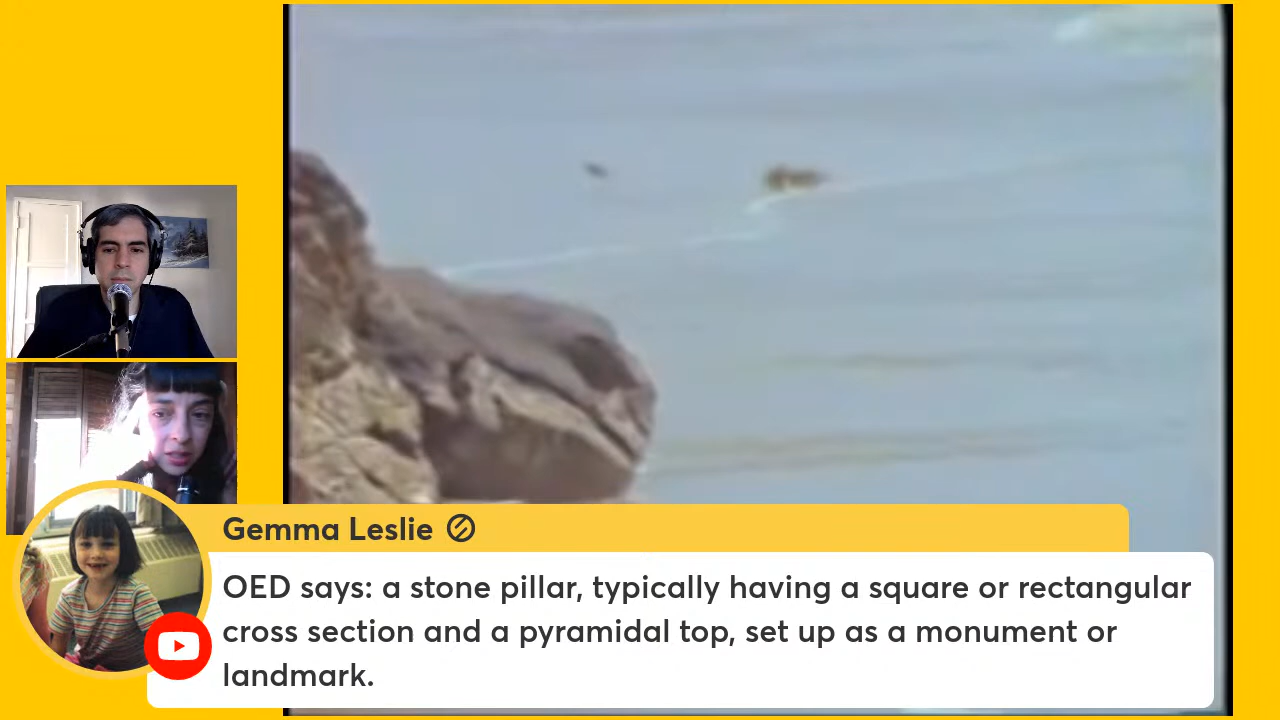 Gemma Leslie
OED says: a stone pillar, typically having a square or rectangular
cross section and a pyramidal top, set up as a monument or
landmark.